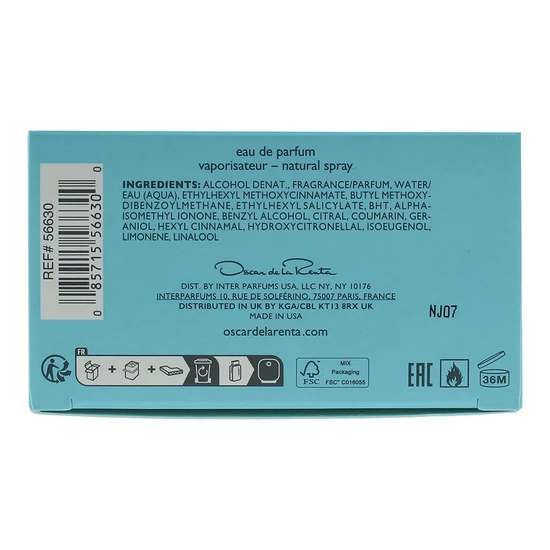 eau de parfum
vaporisateur – natural spray
INGREDIENTS: ALCOHOL DENAT., FRAGRANCE/PARFUM, WATER/
EAU (AQUA), ETHYLHEXYL METHOXYCINNAMATE, BUTYL METHOXY-
DIBENZOYLMETHANE, ETHYLHEXYL SALICYLATE, BHT, ALPHA-
ISOMETHYL IONONE, BENZYL ALCOHOL, CITRAL, COUMARIN, GER-
ANIOL, HEXYL CINNAMAL, HYDROXYCITRONELLAL, ISOEUGENOL,
LIMONENE, LINALOOL
REF# 56630
0 85715 56630 0
Oscar de la Renta
DIST. BY INTER PARFUMS USA, LLC NY, NY 10176
INTERPARFUMS 10, RUE DE SOLFÉRINO, 75007 PARIS, FRANCE
DISTRIBUTED IN UK BY KGA/CBL KT13 8RX UK
MADE IN USA
oscardelarenta.com
NJ07
FR
+ +
FSC
MIX
Packaging
FSC™ C016055
EAC
36M